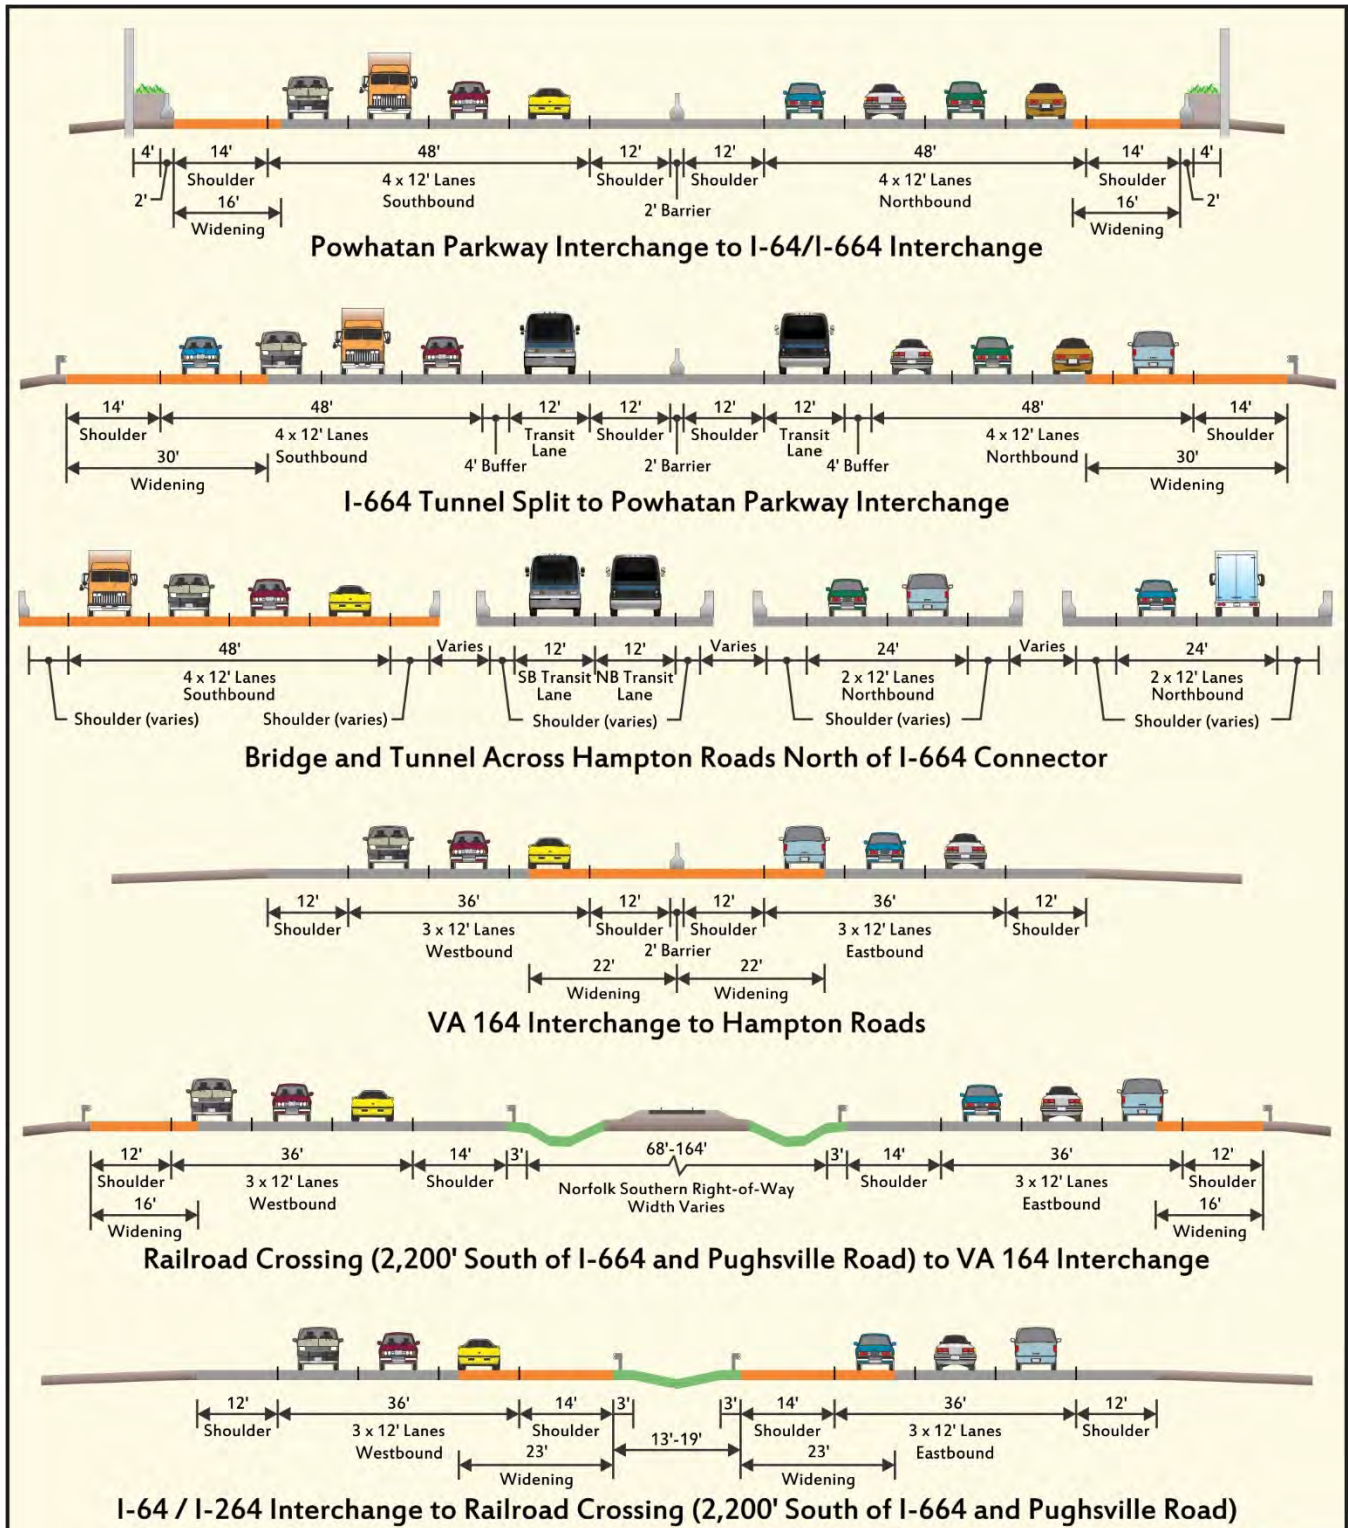 4' 14' 48' 12' 12' 48' 14' 4'
Shoulder 4 x 12' Lanes Shoulder Shoulder 4 x 12' Lanes Shoulder
2' 16' Southbound 2' Barrier Northbound 16' 2'
Widening Widening
Powhatan Parkway Interchange to I-64/I-664 Interchange
14' 48' 12' 12' 12' 12' 48' 14'
Shoulder 4 x 12' Lanes Transit Shoulder Shoulder Transit 4 x 12' Lanes Shoulder
Southbound Lane Lane Northbound
30' 4' Buffer 2' Barrier 4' Buffer 30'
Widening Widening
I-664 Tunnel Split to Powhatan Parkway Interchange
48' Varies 12' 12' Varies 24' Varies 24'
4 x 12' Lanes SB Transit NB Transit 2 x 12' Lanes 2 x 12' Lanes
Southbound Lane Lane Northbound Northbound
Shoulder (varies) Shoulder (varies) Shoulder (varies) Shoulder (varies) Shoulder (varies)
Bridge and Tunnel Across Hampton Roads North of I-664 Connector
12' 36' 12' 12' 36' 12'
Shoulder 3 x 12' Lanes Shoulder Shoulder 3 x 12' Lanes Shoulder
Westbound 2' Barrier Eastbound
22' 22'
Widening Widening
VA 164 Interchange to Hampton Roads
12' 36' 14' 3' 68'-164' 3' 14' 36' 12'
Shoulder 3 x 12' Lanes Shoulder Norfolk Southern Right-of-Way Shoulder 3 x 12' Lanes Shoulder
16' Westbound Width Varies Eastbound 16'
Widening Widening
Railroad Crossing (2,200' South of I-664 and Pughsville Road) to VA 164 Interchange
12' 36' 14' 3' 3' 14' 36' 12'
Shoulder 3 x 12' Lanes Shoulder 13'-19' Shoulder 3 x 12' Lanes Shoulder
Westbound 23' 23' Eastbound
Widening Widening
I-64 / I-264 Interchange to Railroad Crossing (2,200' South of I-664 and Pughsville Road)